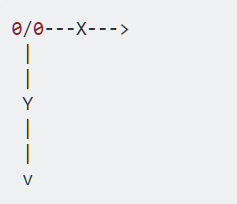 0/0---X--->
 |
 |
 Y
 |
 |
 v